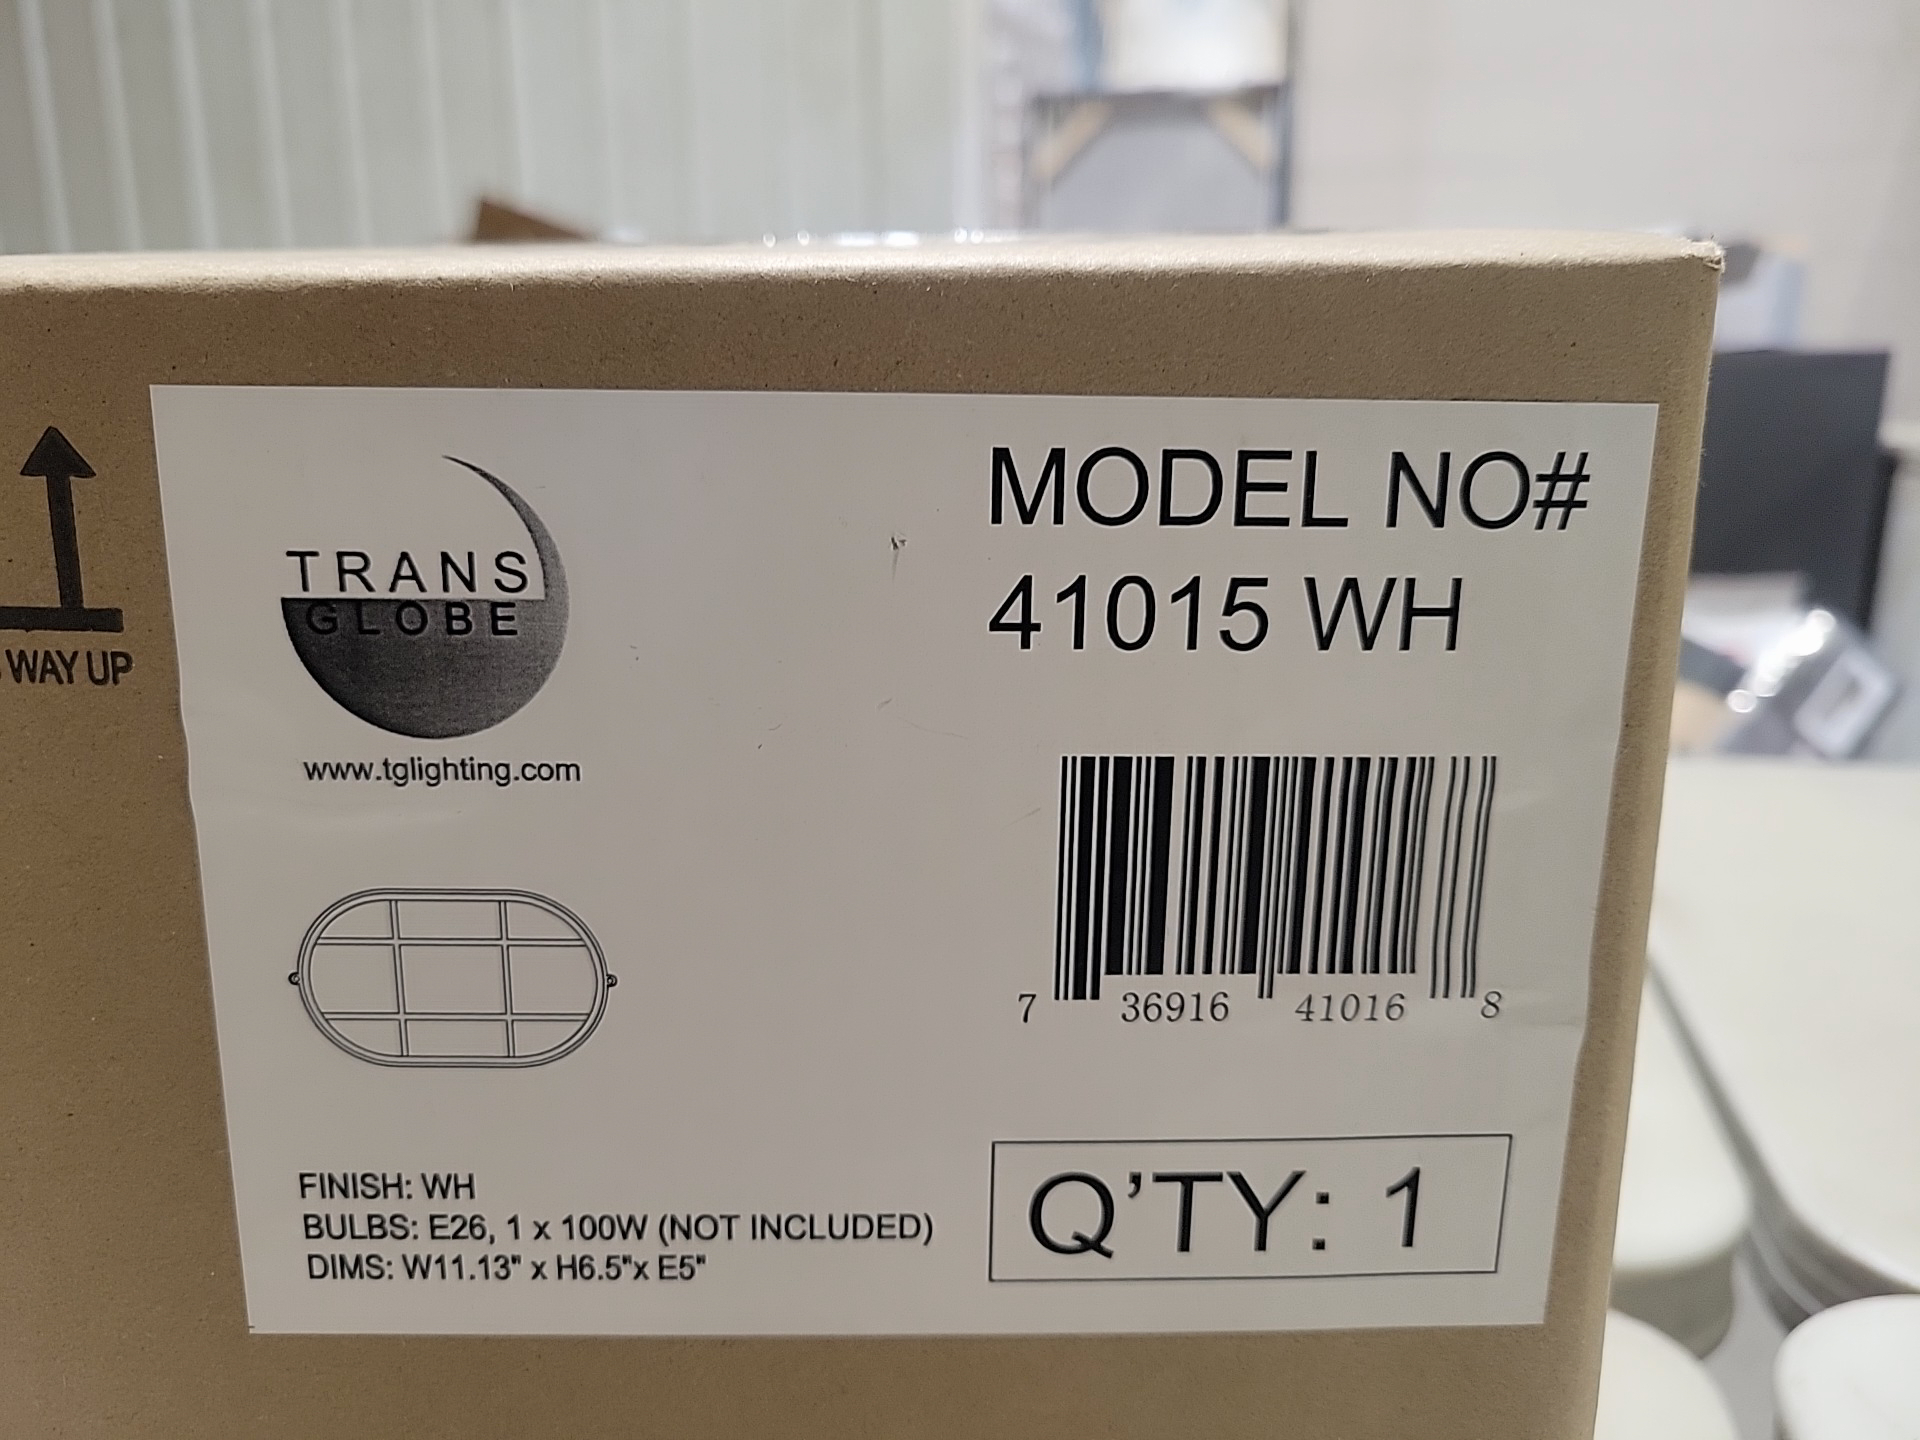 WAY UP
TRANS
GLOBE
www.tglighting.com
MODEL NO#
41015 WH
7 36916 41016 8
FINISH: WH
BULBS: E26, 1 x 100W (NOT INCLUDED)
DIMS: W11.13" x H6.5"x E5"
Q'TY: 1